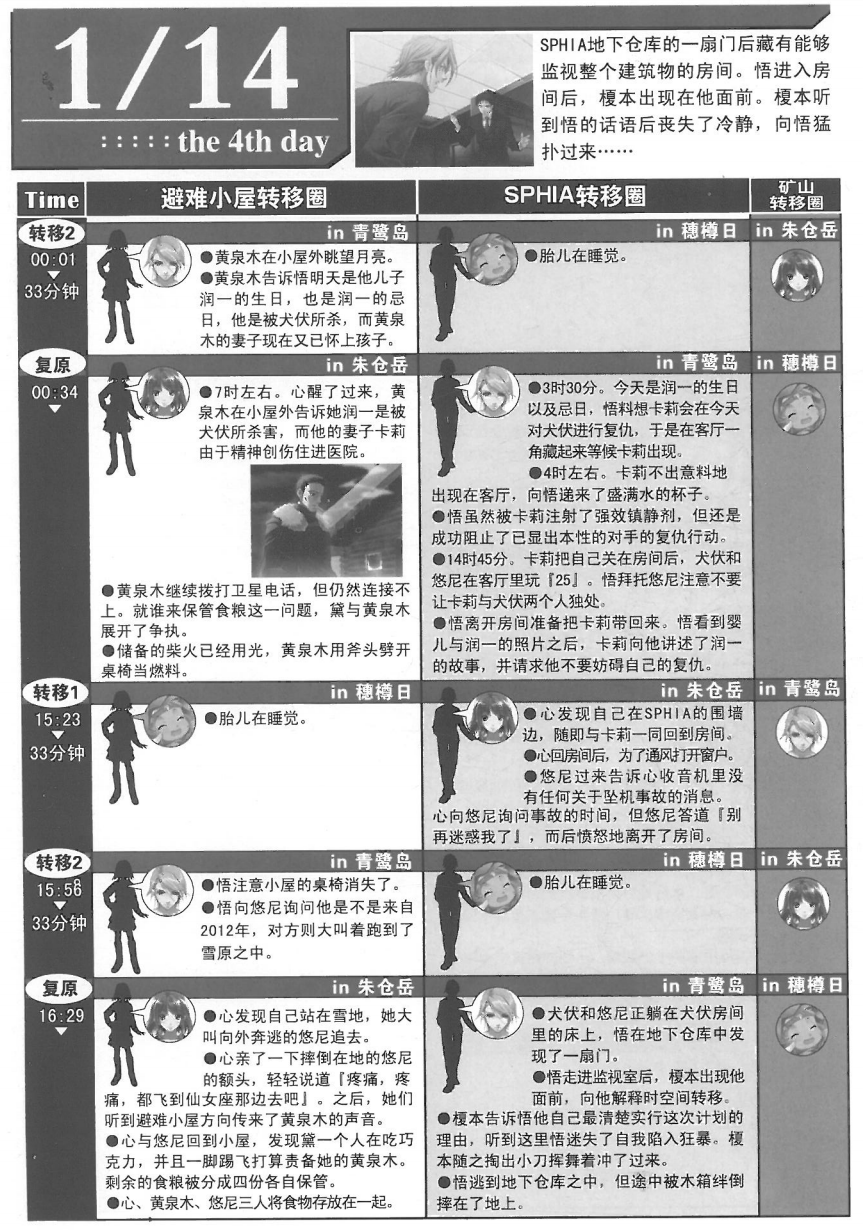 1/14
:::::the 4th day
SPHIA地下仓库的一扇门后藏有能够
监视整个建筑物的房间。悟进入房
间后，榎本出现在他面前。榎本听
到悟的话语后丧失了冷静，向悟猛
扑过来……
Time
避难小屋转移圈
SPHIA转移圈
矿山
转移圈
转移2
00:01
33分钟
in 青鹭岛
●黄泉木在小屋外眺望月亮。
●黄泉木告诉悟明天是他儿子
润一的生日，也是润一的忌
日，他是被犬伏所杀，而黄泉
木的妻子现在又已怀上孩子。
in 穗樽日
●胎儿在睡觉。
in 朱仓岳
复原
00:34
in 朱仓岳
●7时左右。心醒了过来，黄
泉木在小屋外告诉她润一是被
犬伏所杀害，而他的妻子卡莉
由于精神创伤住进医院。
●黄泉木继续拨打卫星电话，但仍然连接不
上。就谁来保管食粮这一问题，黛与黄泉木
展开了争执。
●储备的柴火已经用光，黄泉木用斧头劈开
桌椅当燃料。
in 青鹭岛
●3时30分。今天是润一的生日
以及忌日，悟料想卡莉会在今天
对犬伏进行复仇，于是在客厅一
角藏起来等候卡莉出现。
●4时左右。卡莉不出意料地
出现在客厅，向悟递来了盛满水的杯子。
●悟虽然被卡莉注射了强效镇静剂，但还是
成功阻止了已显出本性的对手的复仇行动。
●14时45分。卡莉把自己关在房间后，犬伏和
悠尼在客厅里玩『25』。悟拜托悠尼注意不要
让卡莉与犬伏两个人独处。
●悟离开房间准备把卡莉带回来。悟看到婴
儿与润一的照片之后，卡莉向他讲述了润一
的故事，并请求他不要妨碍自己的复仇。
in 穗樽日
转移1
15:23
33分钟
in 穗樽日
●胎儿在睡觉。
in 朱仓岳
●心发现自己在SPHIA的围墙
边，随即与卡莉一同回到房间。
●心回房间后，为了通风打开窗户。
●悠尼过来告诉心收音机里没
有任何关于坠机事故的消息。
心向悠尼询问事故的时间，但悠尼答道『别
再迷惑我了』，而后愤怒地离开了房间。
in 青鹭岛
转移2
15:56
33分钟
in 青鹭岛
●悟注意小屋的桌椅消失了。
●悟向悠尼询问他是不是来自
2012年，对方则大叫着跑到了
雪原之中。
in 穗樽日
●胎儿在睡觉。
in 朱仓岳
复原
16:29
in 朱仓岳
●心发现自己站在雪地，她大
叫向外奔逃的悠尼追去。
●心亲了一下摔倒在地的悠尼
的额头，轻轻说道『疼痛，疼
痛，都飞到仙女座那边去吧』。之后，她们
听到避难小屋方向传来了黄泉木的声音。
●心与悠尼回到小屋，发现黛一个人在吃巧
克力，并且一脚踢飞打算责备她的黄泉木。
剩余的食粮被分成四份各自保管。
●心、黄泉木、悠尼三人将食物存放在一起。
in 青鹭岛
●犬伏和悠尼正躺在犬伏房间
里的床上，悟在地下仓库中发
现了一扇门。
●悟走进监视室后，榎本出现他
面前，向他解释时空间转移。
●榎本告诉悟他自己最清楚实行这次计划的
理由，听到这里悟迷失了自我陷入狂暴。榎
本随之掏出小刀挥舞着冲了过来。
●悟逃到地下仓库之中，但途中被木箱绊倒
摔在了地上。
in 穗樽日